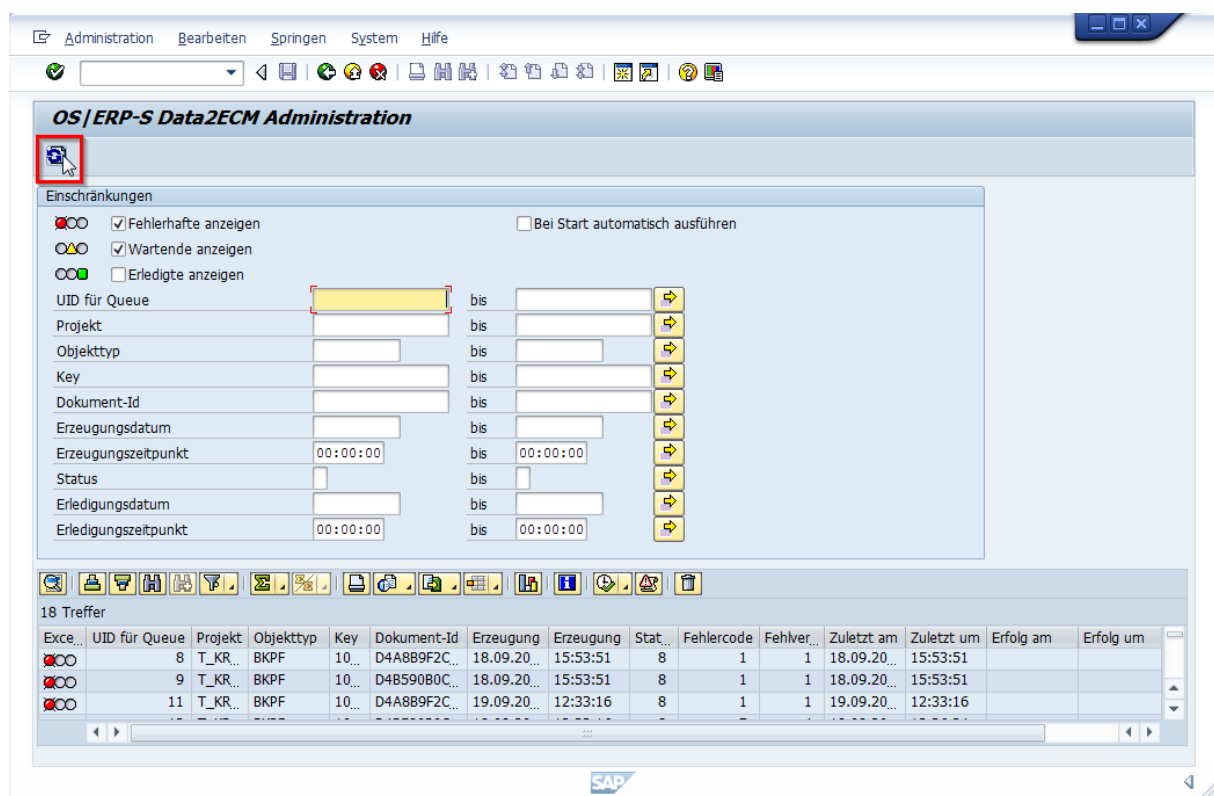 Administration Bearbeiten Springen System Hilfe
OS/ERP-S Data2ECM Administration
Einschränkungen
Fehlerhafte anzeigen Bei Start automatisch ausführen
Wartende anzeigen
Erledigte anzeigen
UID für Queue bis
Projekt bis
Objekttyp bis
Key bis
Dokument-Id bis
Erzeugungsdatum bis
Erzeugungszeitpunkt 00:00:00 bis 00:00:00
Status bis
Erledigungsdatum bis
Erledigungszeitpunkt 00:00:00 bis 00:00:00
18 Treffer
Exce... UID für Queue Projekt Objekttyp Key Dokument-Id Erzeugung Erzeugung Stat... Fehlercode Fehlver... Zuletzt am Zuletzt um Erfolg am Erfolg um
8 T_KR... BKPF 10... D4A8B9F2C... 18.09.20... 15:53:51 8 1 1 18.09.20... 15:53:51
9 T_KR... BKPF 10... D4B590B0C... 18.09.20... 15:53:51 8 1 1 18.09.20... 15:53:51
11 T_KR... BKPF 10... D4A8B9F2C... 19.09.20... 12:33:16 8 1 1 19.09.20... 12:33:16
SAP